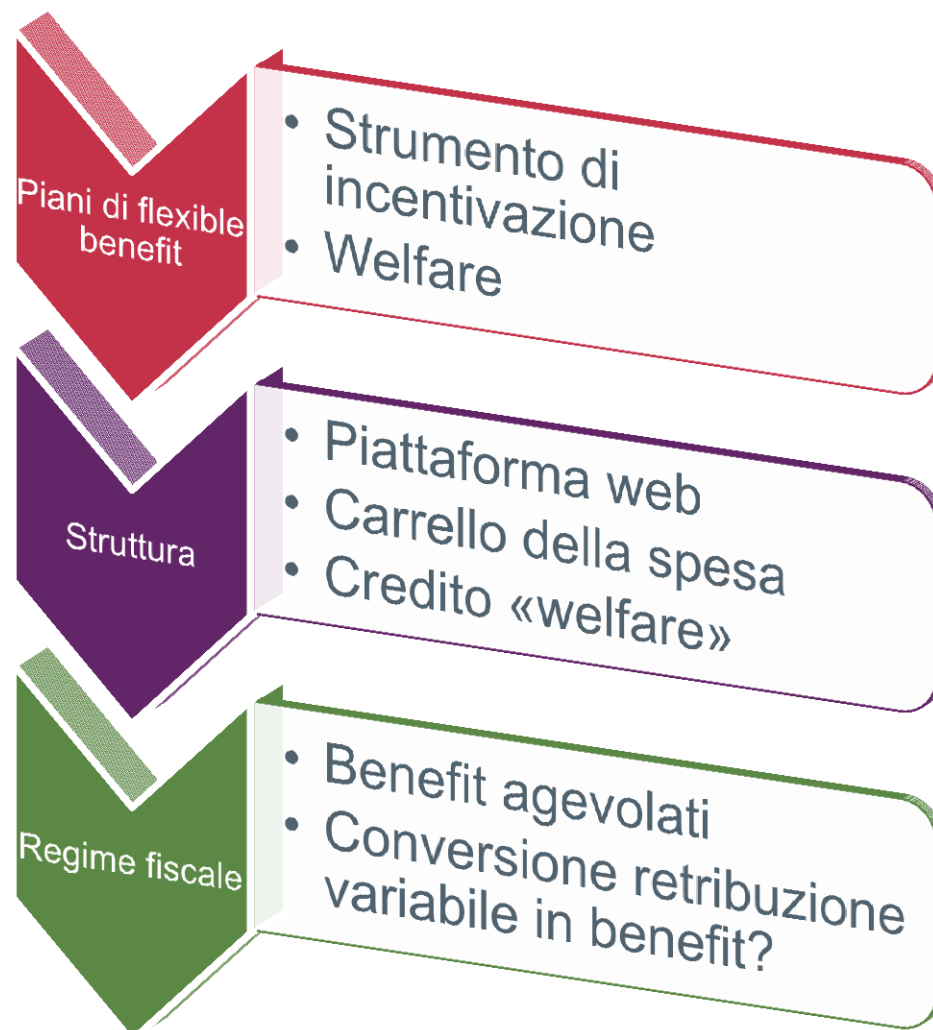 Piani di flexible
benefit
• Strumento di
incentivazione
• Welfare
Struttura
• Piattaforma web
• Carrello della spesa
• Credito «welfare»
Regime fiscale
• Benefit agevolati
• Conversione retribuzione
variabile in benefit?